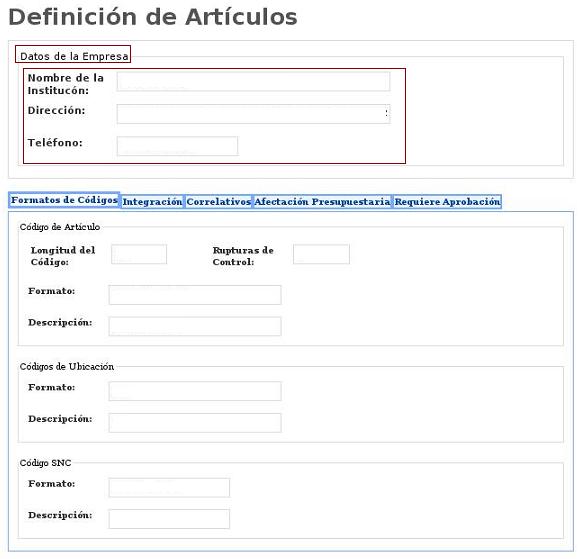 Definición de Artículos
Datos de la Empresa
Nombre de la
Institucón:
Dirección:
:
Teléfono:
Formatos de Códigos Integración Correlativos Afectación Presupuestaria Requiere Aprobación
Código de Artículo
Longitud del
Código:
Rupturas de
Control:
Formato:
Descripción:
Códigos de Ubicación
Formato:
Descripción:
Código SNC
Formato:
Descripción: